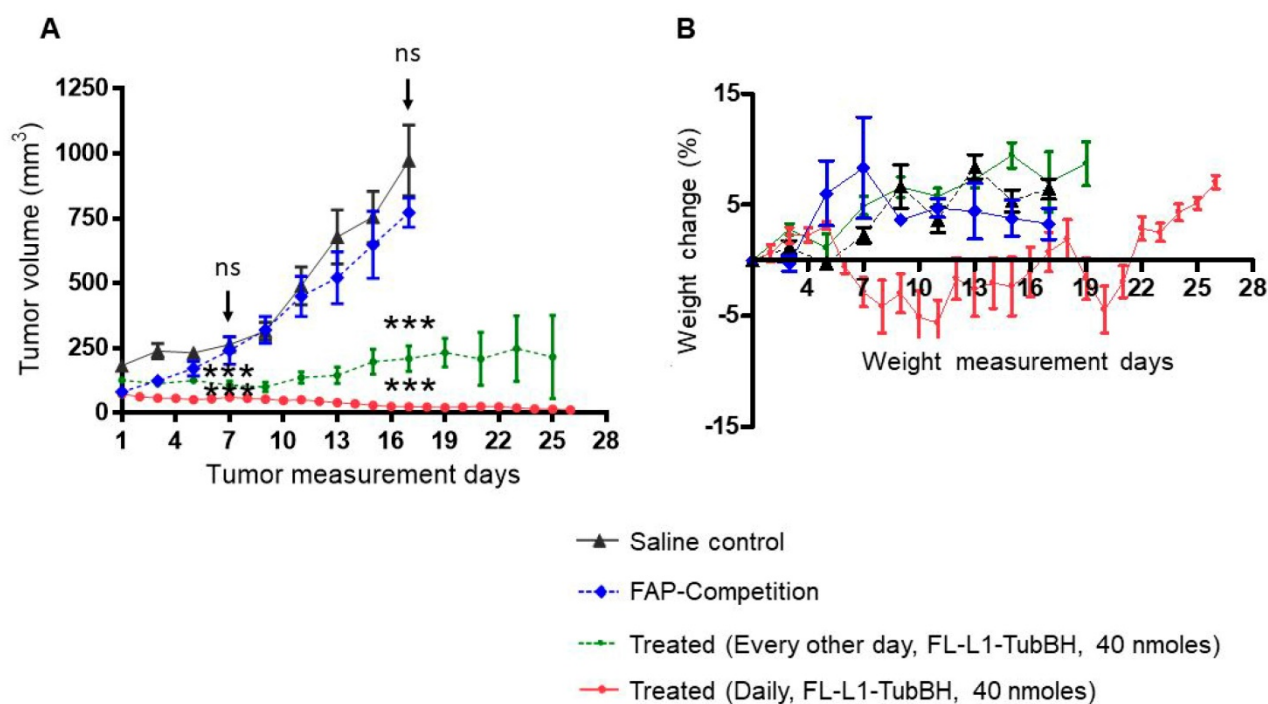 A
B
ns
ns
Tumor volume (mm³)
1250
1000
750
500
250
0
***
***
***
***
1 4 7 10 13 16 19 22 25 28
Tumor measurement days
Weight change (%)
15
5
-5
-15
4 7 10 13 16 19 22 25 28
Weight measurement days
Saline control
FAP-Competition
Treated (Every other day, FL-L1-TubBH, 40 nmoles)
Treated (Daily, FL-L1-TubBH, 40 nmoles)